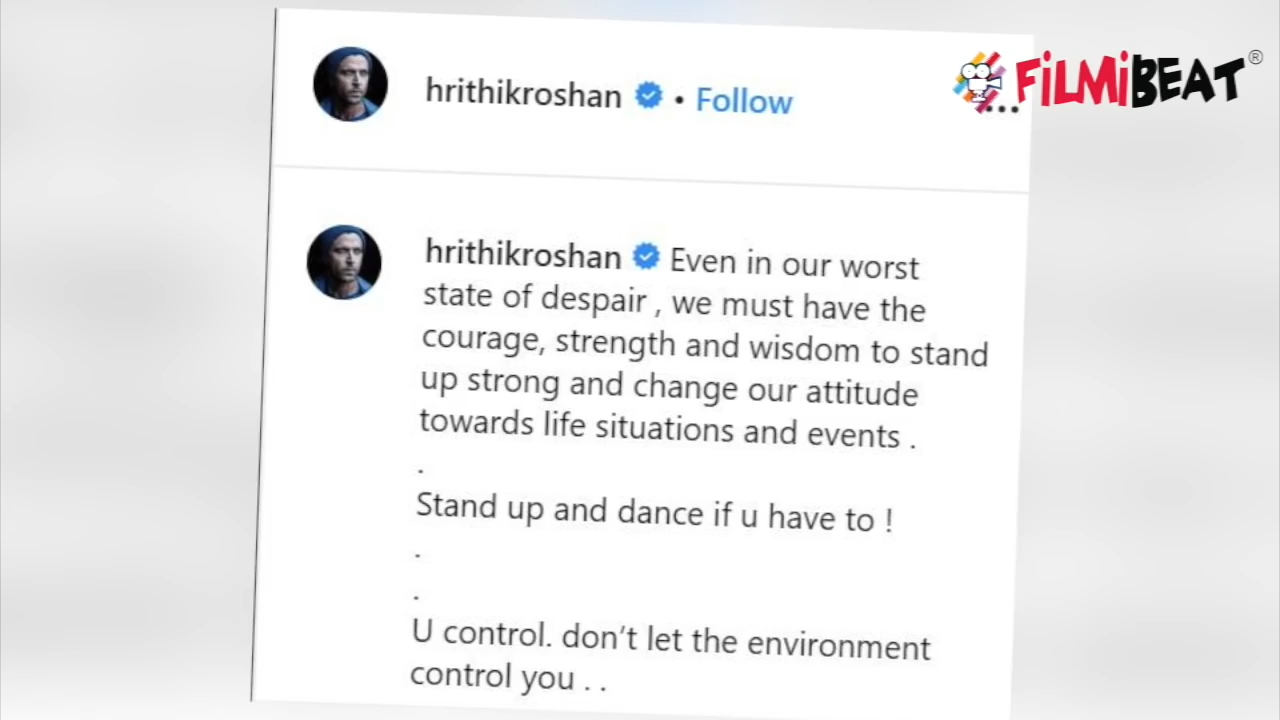 hrithikroshan • Follow
FiLMiBEAT®
...
hrithikroshan Even in our worst
state of despair , we must have the
courage, strength and wisdom to stand
up strong and change our attitude
towards life situations and events .
.
Stand up and dance if u have to !
.
.
U control. don’t let the environment
control you . .